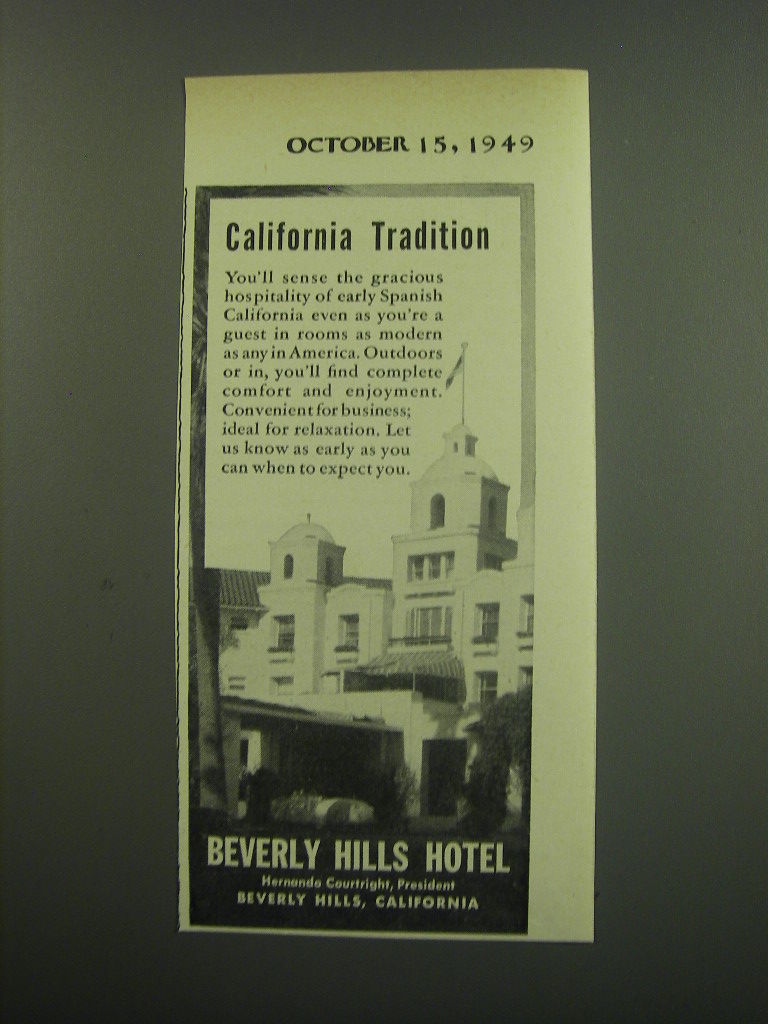 OCTOBER 15, 1949
California Tradition
You'll sense the gracious
hospitality of early Spanish
California even as you're a
guest in rooms as modern
as any in America. Outdoors
or in, you'll find complete
comfort and enjoyment.
Convenient for business;
ideal for relaxation. Let
us know as early as you
can when to expect you.
BEVERLY HILLS HOTEL
Hernando Courtright, President
BEVERLY HILLS, CALIFORNIA